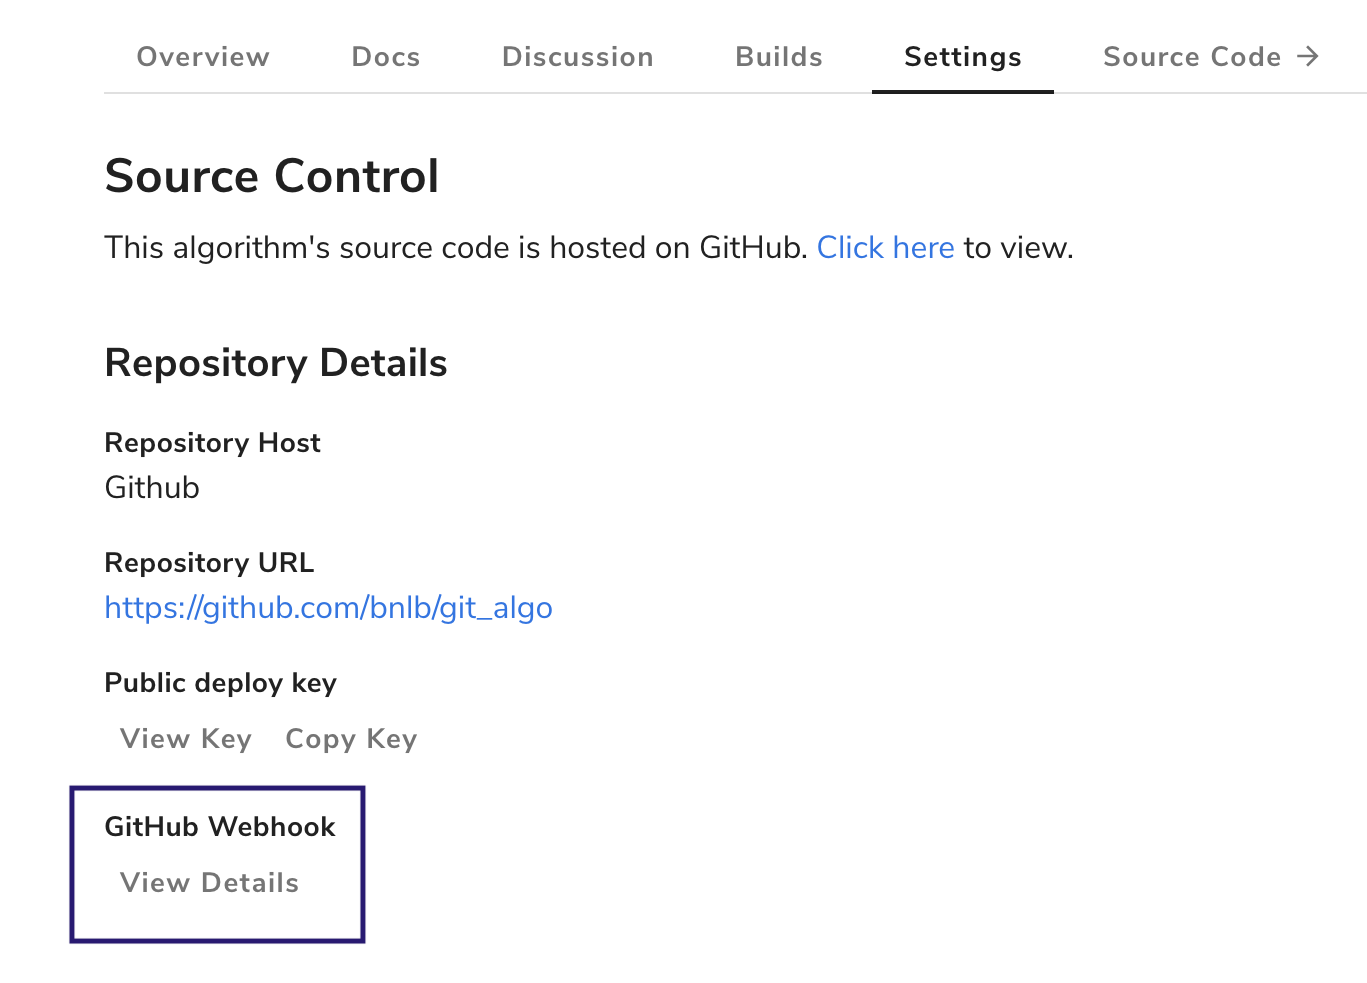 Overview Docs Discussion Builds Settings Source Code →
Source Control
This algorithm's source code is hosted on GitHub. Click here to view.
Repository Details
Repository Host
Github
Repository URL
https://github.com/bnlb/git_algo
Public deploy key
View Key Copy Key
GitHub Webhook
View Details